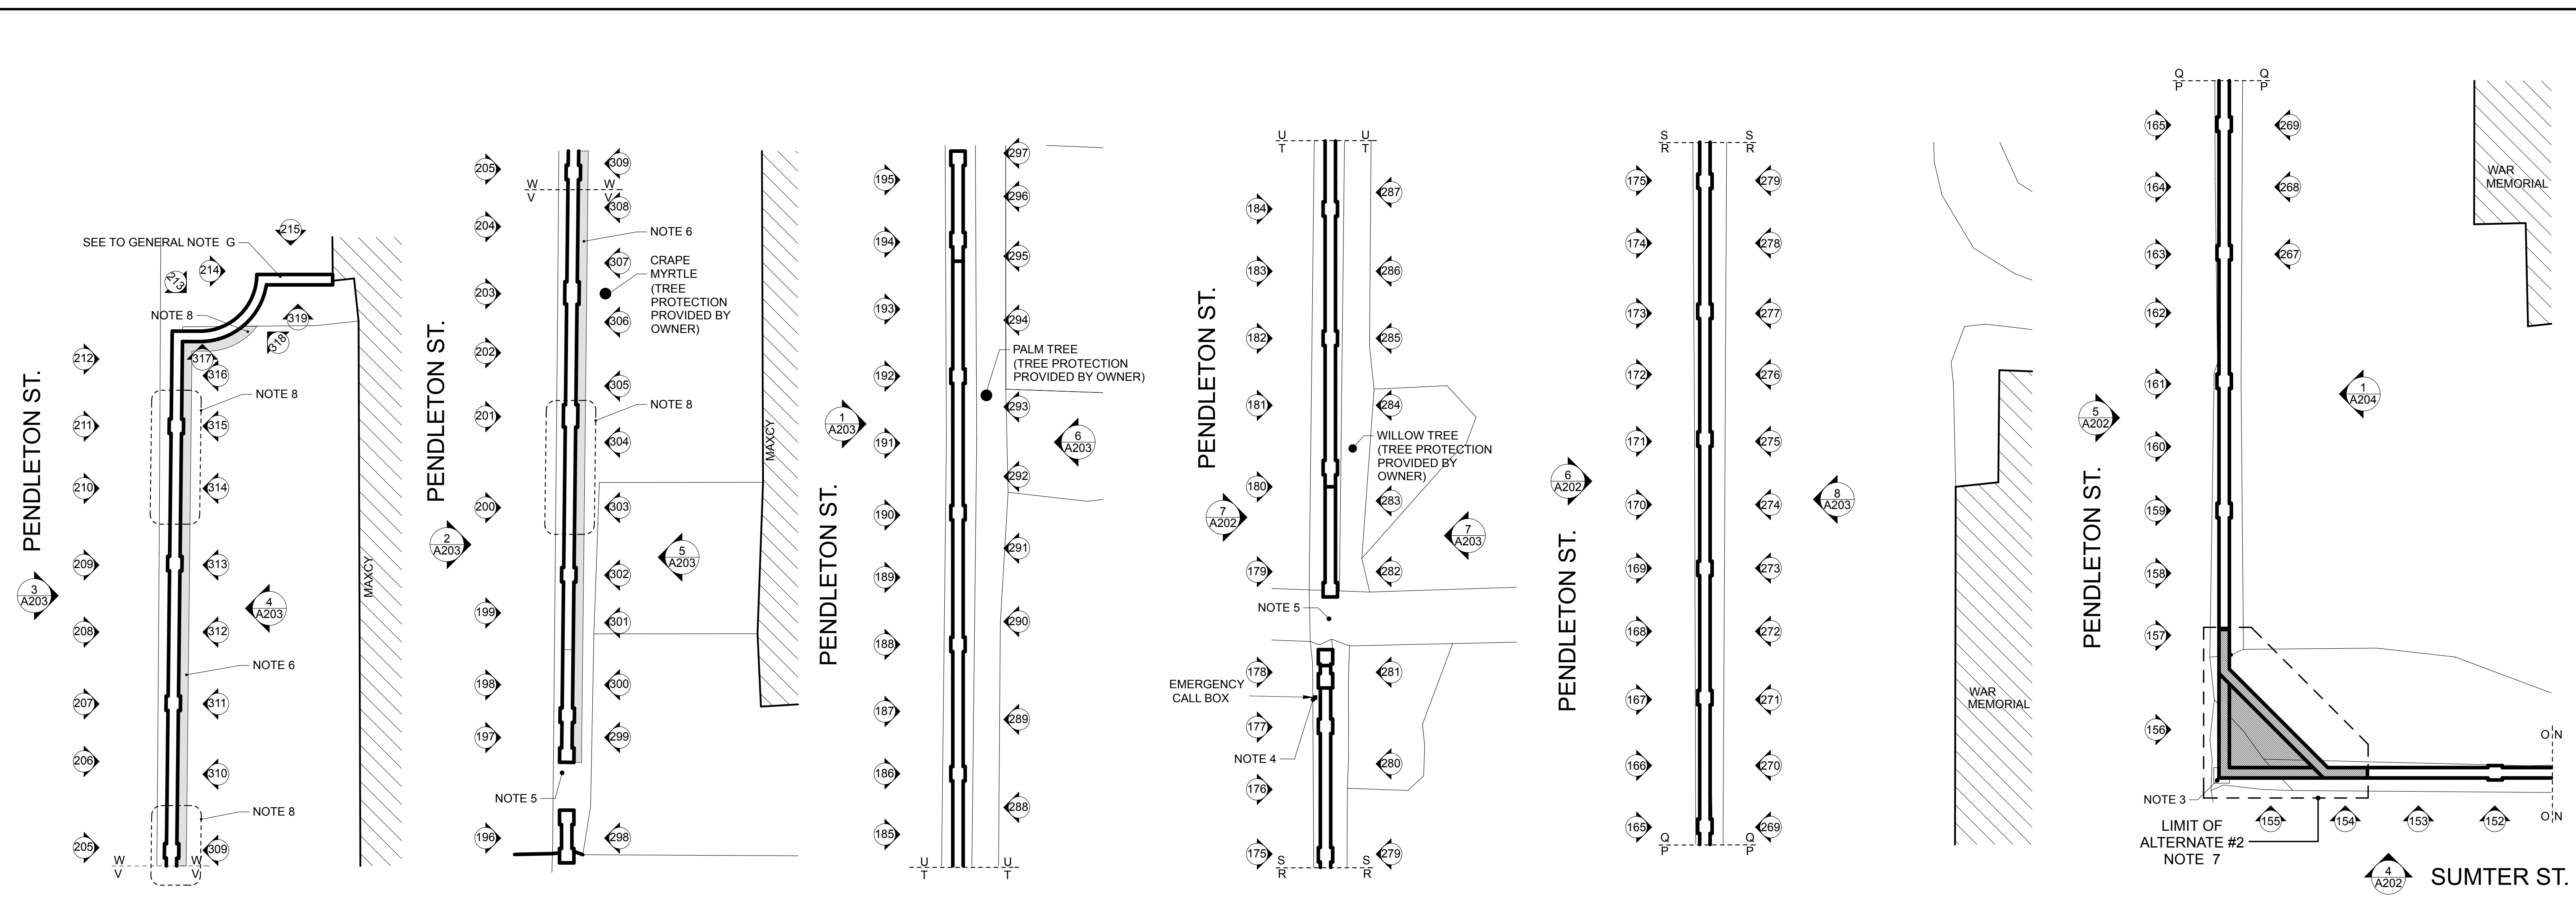 PENDLETON ST.
3
A203
212
211
210
209
208
207
206
205
SEE TO GENERAL NOTE G
215
214
213
NOTE 8
319
318
317
316
NOTE 8
315
314
313
4
A203
312
NOTE 6
311
310
NOTE 8
309
W W
V V
MAXCY
PENDLETON ST.
2
A203
205
204
203
202
201
200
199
198
197
196
W W
V V
309
308
NOTE 6
307
CRAPE
MYRTLE
(TREE
PROTECTION
PROVIDED BY
OWNER)
306
305
NOTE 8
304
303
5
A203
302
301
300
299
NOTE 5
298
MAXCY
1
A203
PENDLETON ST.
195
194
193
192
191
190
189
188
187
186
185
297
296
295
294
PALM TREE
(TREE PROTECTION
PROVIDED BY OWNER)
293
6
A203
292
291
290
289
288
U U
T T
PENDLETON ST.
7
A202
U U
T T
184
183
182
181
180
179
287
286
285
284
WILLOW TREE
(TREE PROTECTION
PROVIDED BY
OWNER)
283
7
A203
282
NOTE 5
178
EMERGENCY
CALL BOX
177
NOTE 4
176
175
281
280
279
S S
R R
6
A202
PENDLETON ST.
S S
R R
175
174
173
172
171
170
169
168
167
166
165
279
278
277
276
275
274
8
A203
273
272
271
270
269
Q Q
P P
WAR
MEMORIAL
5
A202
PENDLETON ST.
Q Q
P P
165
164
163
162
161
160
159
158
157
156
269
268
267
WAR
MEMORIAL
1
A204
O N
O N
NOTE 3
LIMIT OF
ALTERNATE #2
NOTE 7
155
154
153
152
4
A202
SUMTER ST.